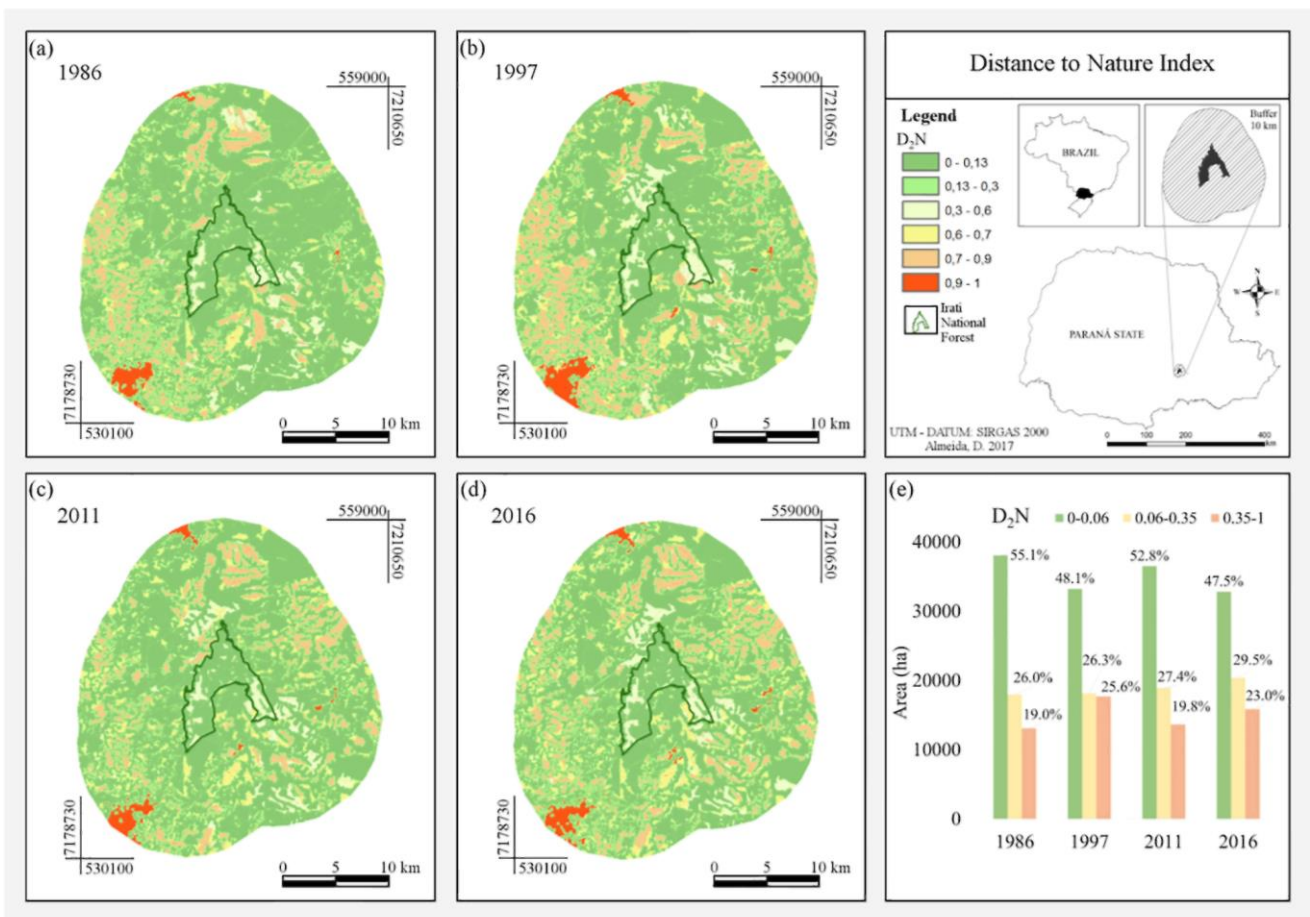 (a)
1986
559000
7210650
7178730
530100
0 5 10 km
(b)
1997
559000
7210650
7178730
530100
0 5 10 km
Distance to Nature Index
Legend
D₂N
0 - 0,13
0,13 - 0,3
0,3 - 0,6
0,6 - 0,7
0,7 - 0,9
0,9 - 1
Irati
National
Forest
BRAZIL
Buffer
10 km
N
W E
S
PARANÁ STATE
UTM - DATUM: SIRGAS 2000
Almeida, D. 2017
0 100 200 400
km
(c)
2011
559000
7210650
7178730
530100
0 5 10 km
(d)
2016
559000
7210650
7178730
530100
0 5 10 km
(e)
D₂N 0-0.06 0.06-0.35 0.35-1
Area (ha)
40000
30000
20000
10000
0
55.1%
26.0%
19.0%
48.1%
26.3%
25.6%
52.8%
27.4%
19.8%
47.5%
29.5%
23.0%
1986 1997 2011 2016